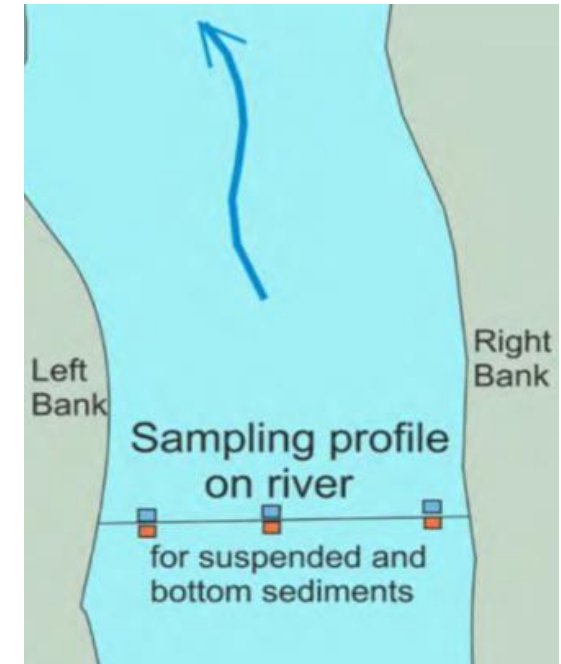 Left
Bank
Right
Bank
Sampling profile
on river
for suspended and
bottom sediments